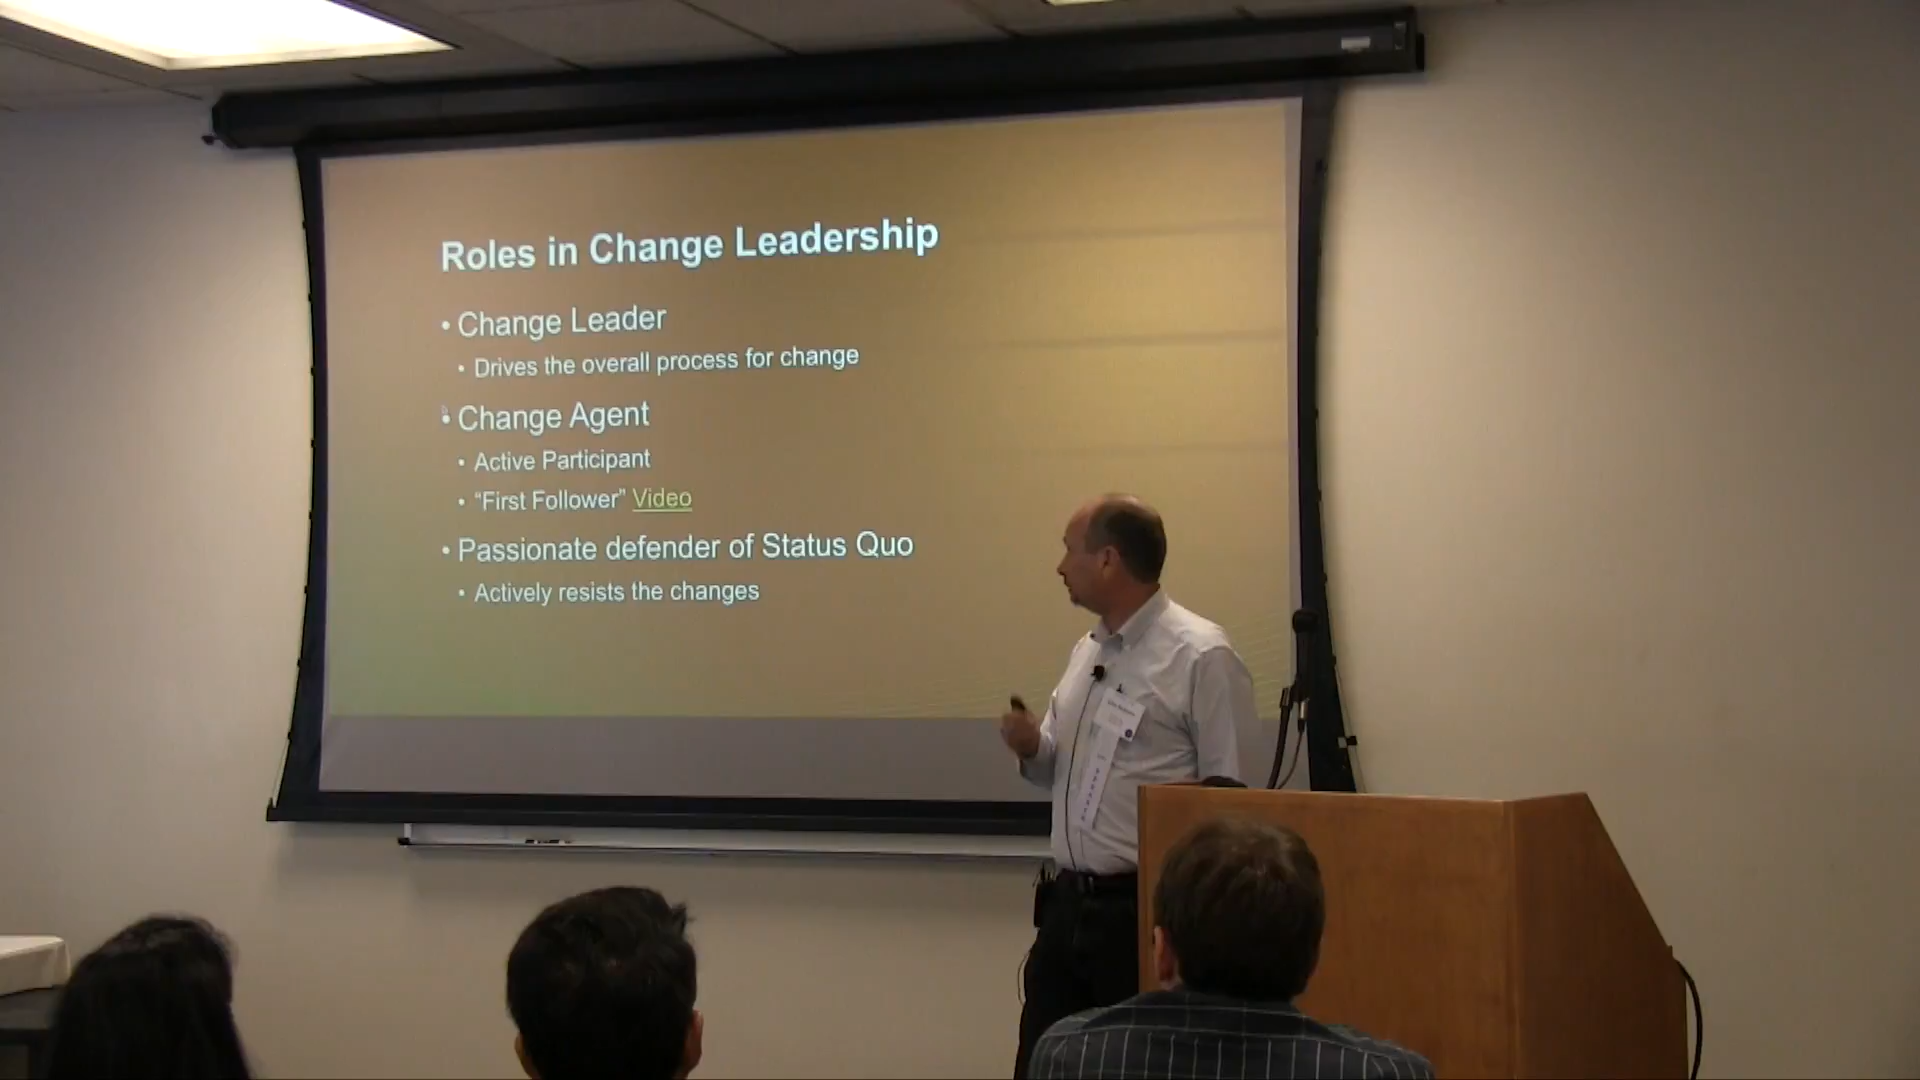 Roles in Change Leadership
• Change Leader
• Drives the overall process for change
• Change Agent
• Active Participant
• “First Follower” Video
• Passionate defender of Status Quo
• Actively resists the changes